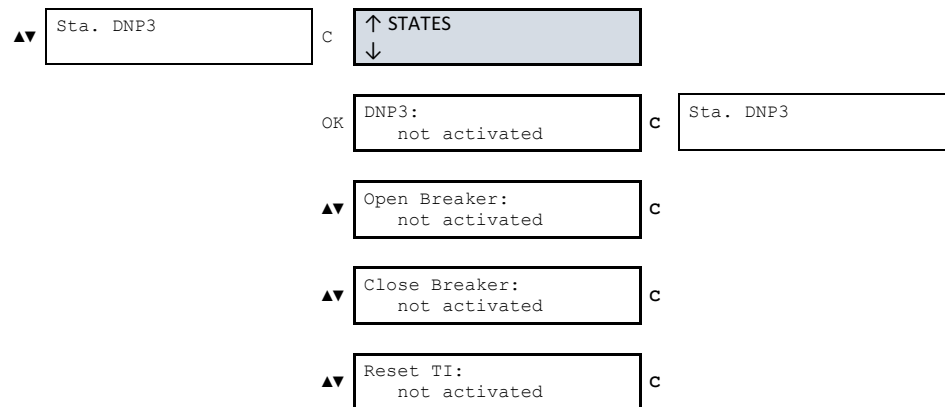 ▲▼ Sta. DNP3 C ↑ STATES
↓
OK DNP3:
not activated C Sta. DNP3
▲▼ Open Breaker:
not activated C
▲▼ Close Breaker:
not activated C
▲▼ Reset TI:
not activated C